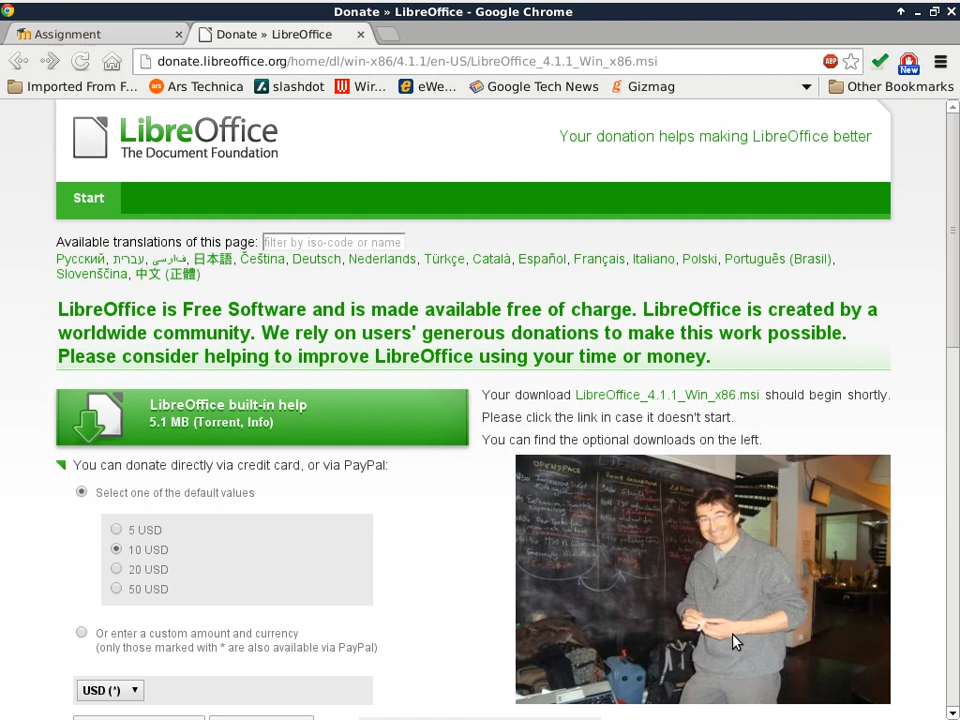 Donate » LibreOffice - Google Chrome
Assignment
Donate » LibreOffice
donate.libreoffice.org/home/dl/win-x86/4.1.1/en-US/LibreOffice_4.1.1_Win_x86.msi
ABP
New
Imported From F...
ars
Ars Technica
slashdot
Wir...
eWe...
Google Tech News
Gizmag
Other Bookmarks
LibreOffice
The Document Foundation
Your donation helps making LibreOffice better
Start
Available translations of this page: filter by iso-code or name
Русский, עברית, فارسی, 日本語, Čeština, Deutsch, Nederlands, Türkçe, Català, Español, Français, Italiano, Polski, Português (Brasil),
Slovenščina, 中文 (正體)
LibreOffice is Free Software and is made available free of charge. LibreOffice is created by a
worldwide community. We rely on users' generous donations to make this work possible.
Please consider helping to improve LibreOffice using your time or money.
LibreOffice built-in help
5.1 MB (Torrent, Info)
Your download LibreOffice_4.1.1_Win_x86.msi should begin shortly.
Please click the link in case it doesn't start.
You can find the optional downloads on the left.
You can donate directly via credit card, or via PayPal:
Select one of the default values
5 USD
10 USD
20 USD
50 USD
Or enter a custom amount and currency
(only those marked with * are also available via PayPal)
USD (*)
OPENSPACE